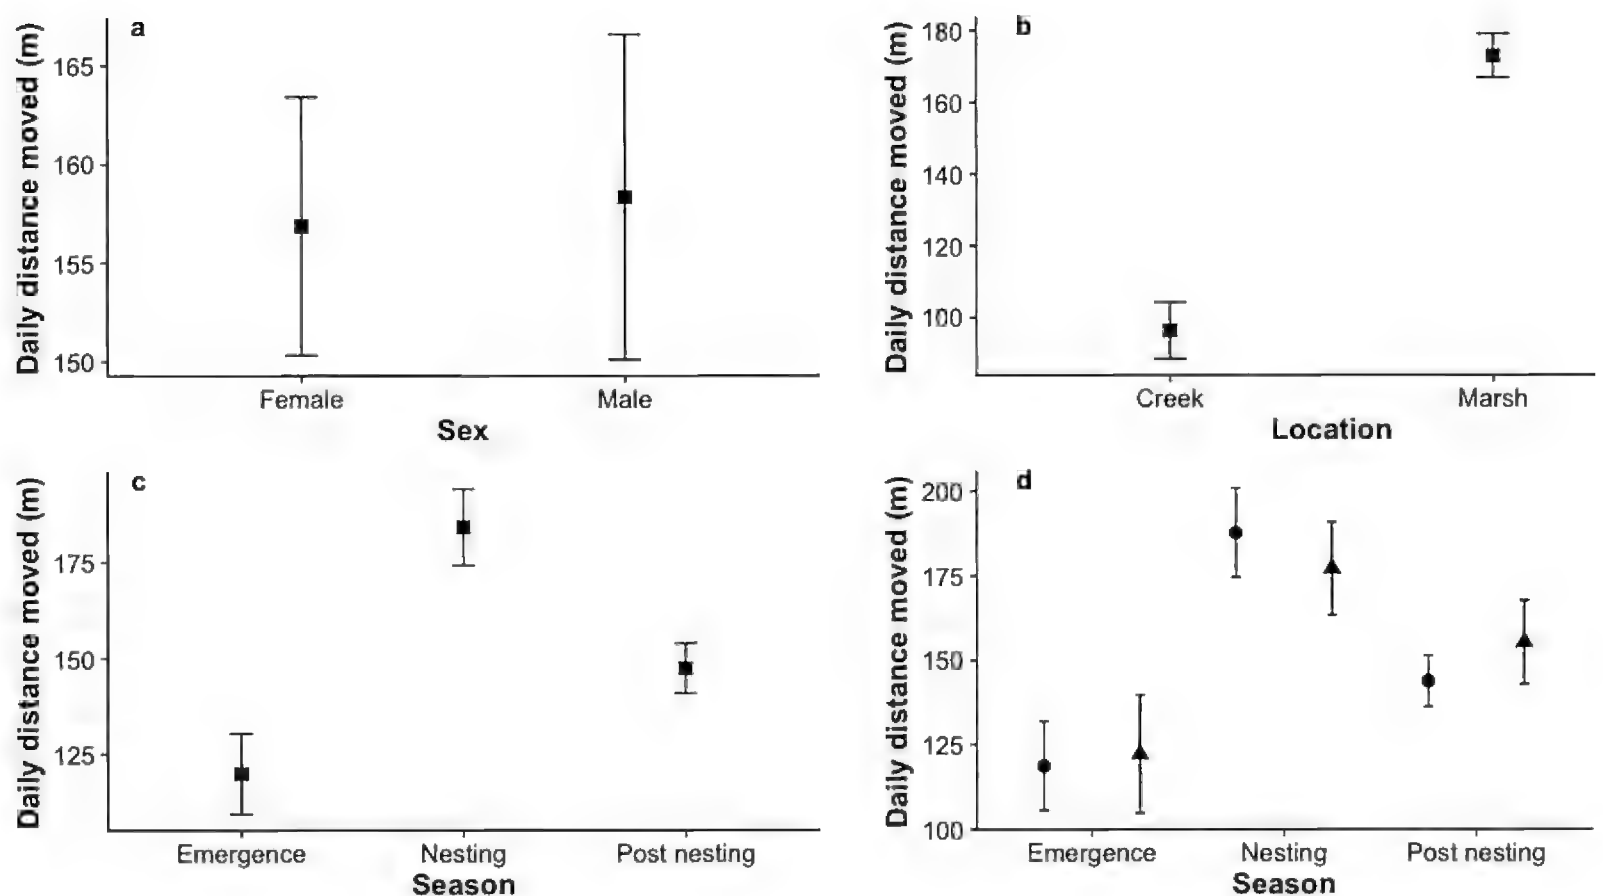 a
Daily distance moved (m)
165
160
155
150
Female Male
Sex
b
Daily distance moved (m)
180
160
140
120
100
Creek Marsh
Location
c
Daily distance moved (m)
175
150
125
Emergence Nesting Post nesting
Season
d
Daily distance moved (m)
200
175
150
125
100
Emergence Nesting Post nesting
Season